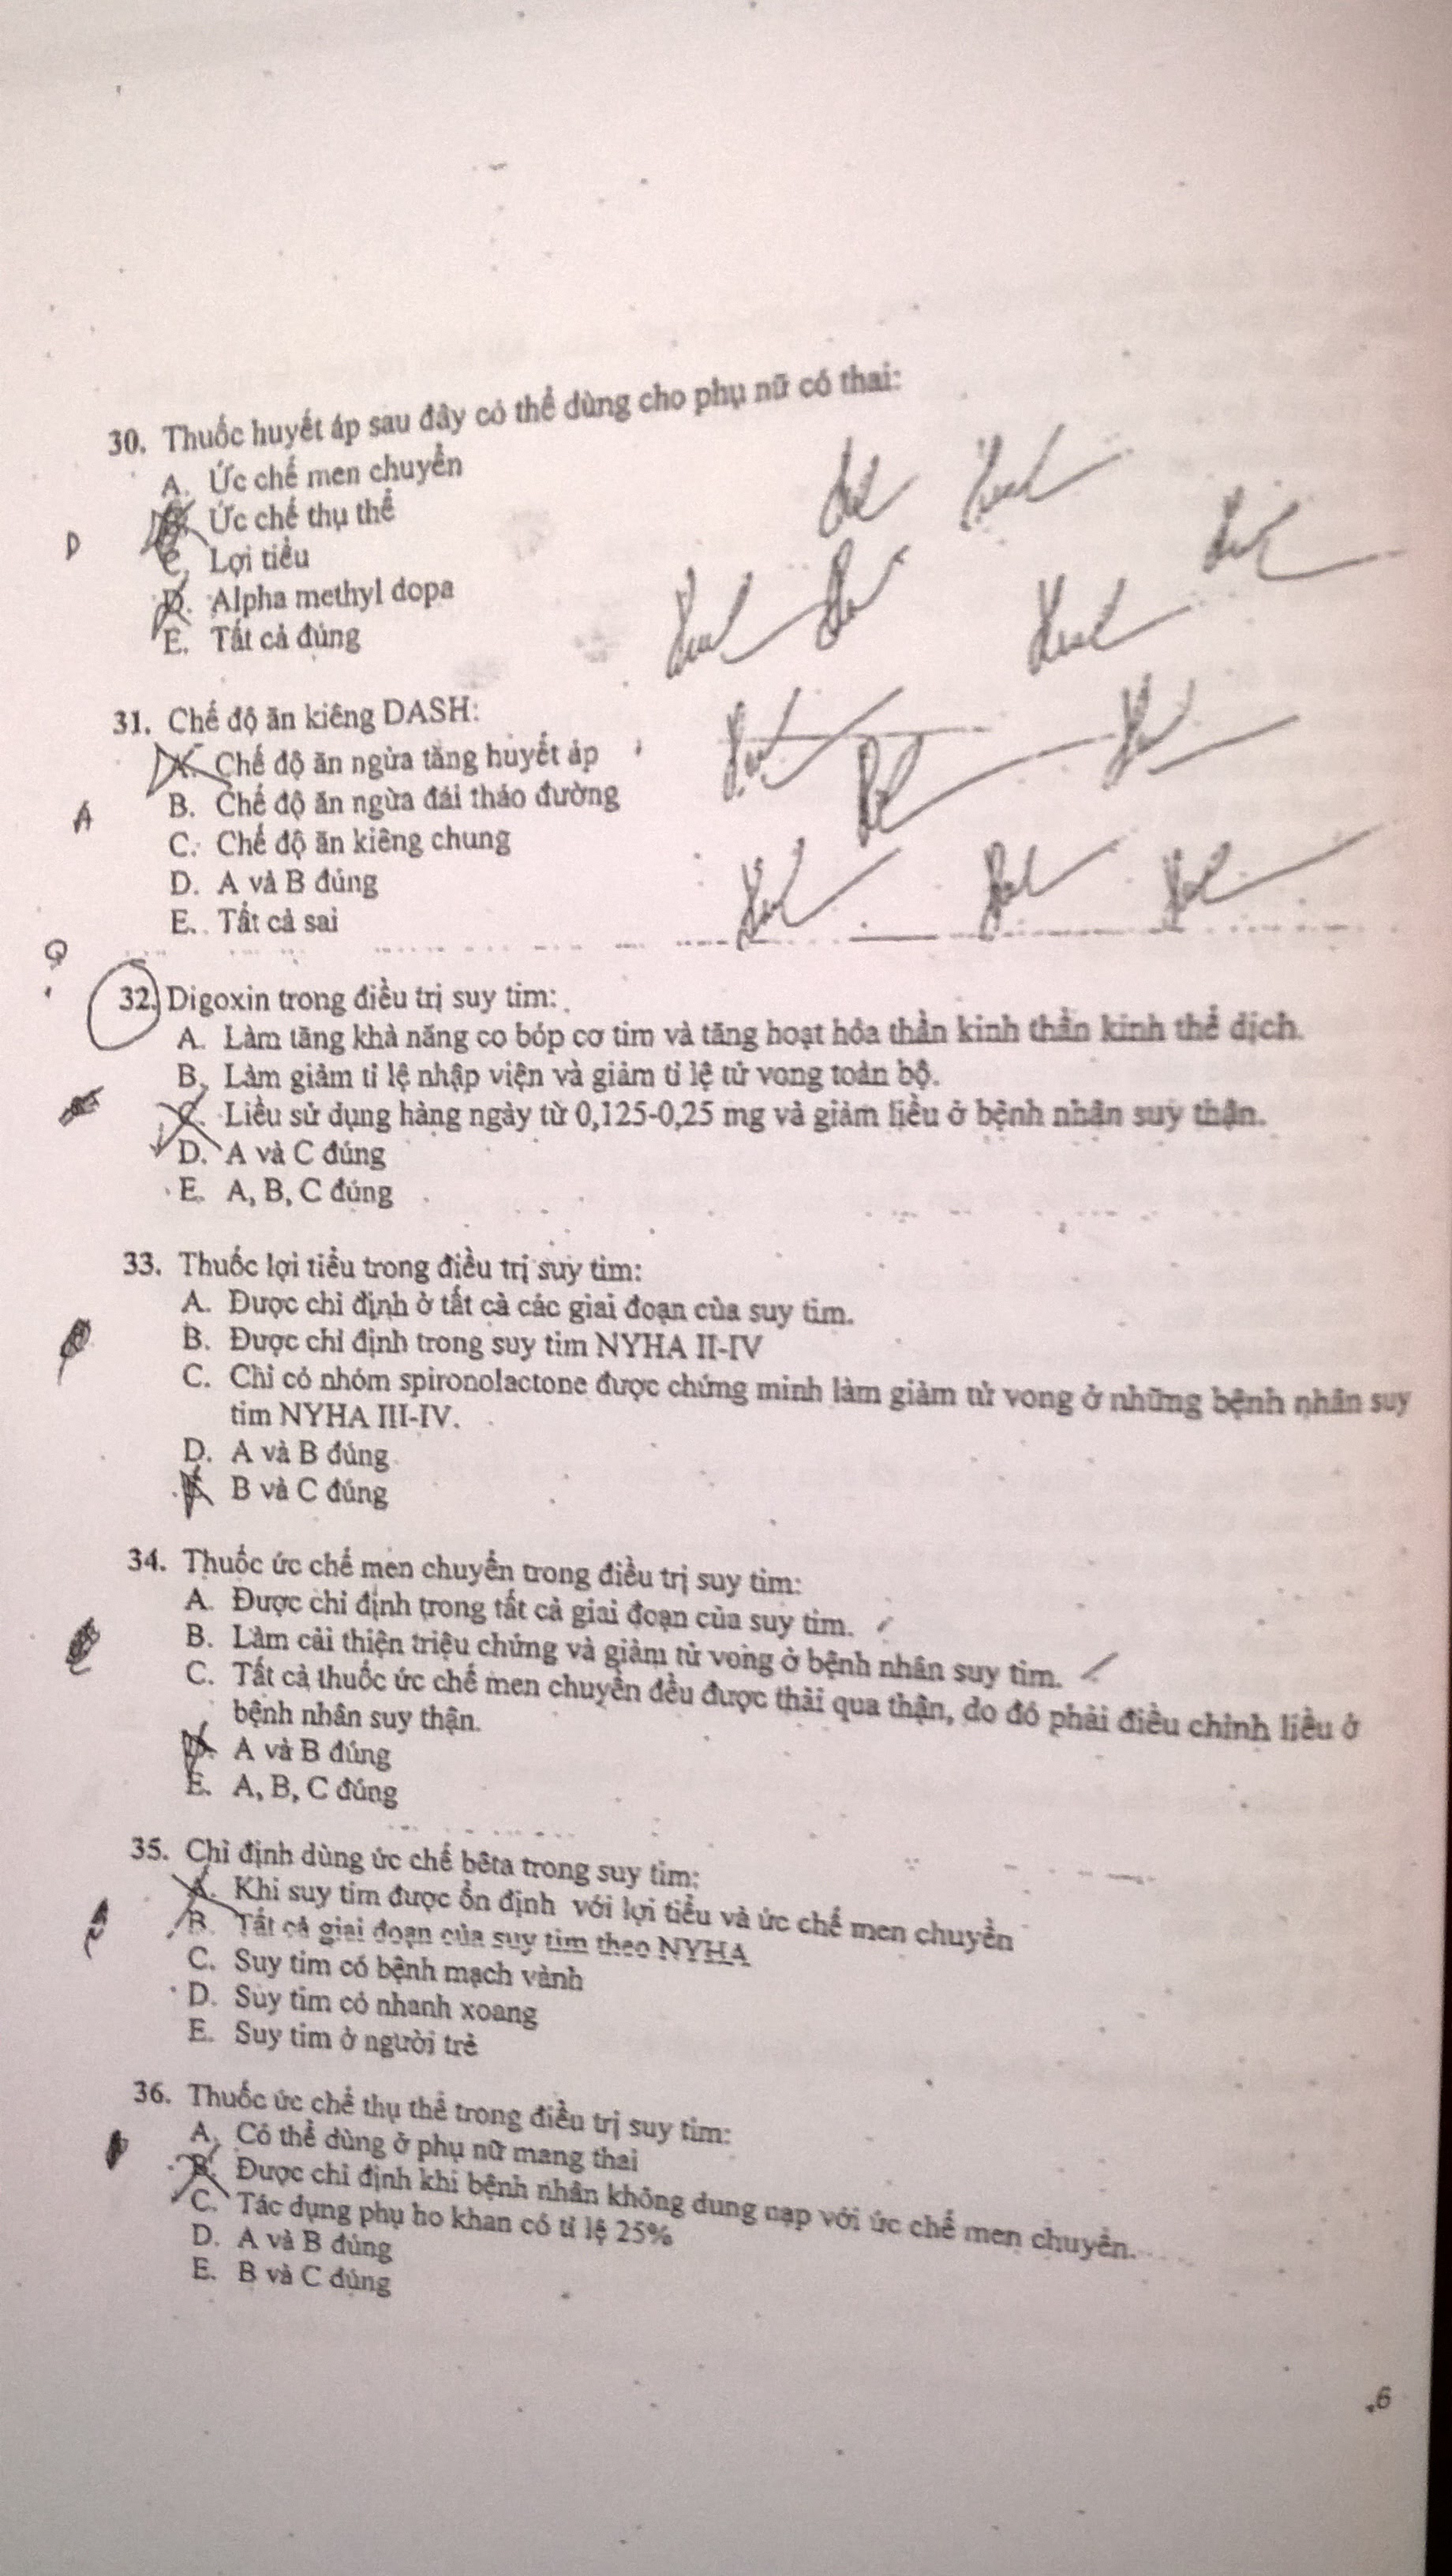 30. Thuốc huyết áp sau đây có thể dùng cho phụ nữ có thai:
A. Ức chế men chuyển
Ức chế thụ thể
D
C. Lợi tiểu
D. Alpha methyl dopa
E. Tất cả đúng
31. Chế độ ăn kiêng DASH:
A. Chế độ ăn ngừa tăng huyết áp
A
B. Chế độ ăn ngừa đái tháo đường
C. Chế độ ăn kiêng chung
D. A và B đúng
E. Tất cả sai
32. Digoxin trong điều trị suy tim:
A. Làm tăng khả năng co bóp cơ tim và tăng hoạt hóa thần kinh thần kinh thể dịch.
B. Làm giảm tỉ lệ nhập viện và giảm tỉ lệ tử vong toàn bộ.
C. Liều sử dụng hàng ngày từ 0,125-0,25 mg và giảm liều ở bệnh nhân suy thận.
D. A và C đúng
E. A, B, C đúng
33. Thuốc lợi tiểu trong điều trị suy tim:
A. Được chỉ định ở tất cả các giai đoạn của suy tim.
B. Được chỉ định trong suy tim NYHA II-IV
C. Chỉ có nhóm spironolactone được chứng minh làm giảm tử vong ở những bệnh nhân suy
tim NYHA III-IV.
D. A và B đúng
B và C đúng
34. Thuốc ức chế men chuyển trong điều trị suy tim:
A. Được chỉ định trong tất cả giai đoạn của suy tim.
B. Làm cải thiện triệu chứng và giảm tử vong ở bệnh nhân suy tim.
C. Tất cả thuốc ức chế men chuyển đều được thải qua thận, do đó phải điều chỉnh liều ở
bệnh nhân suy thận.
D. A và B đúng
E. A, B, C đúng
35. Chỉ định dùng ức chế bêta trong suy tim:
A. Khi suy tim được ổn định với lợi tiểu và ức chế men chuyển
B. Tất cả giai đoạn của suy tim theo NYHA
C. Suy tim có bệnh mạch vành
D. Suy tim có nhanh xoang
E. Suy tim ở người trẻ
36. Thuốc ức chế thụ thể trong điều trị suy tim:
A. Có thể dùng ở phụ nữ mang thai
B. Được chỉ định khi bệnh nhân không dung nạp với ức chế men chuyển.
C. Tác dụng phụ ho khan có tỉ lệ 25%
D. A và B đúng
E. B và C đúng
6